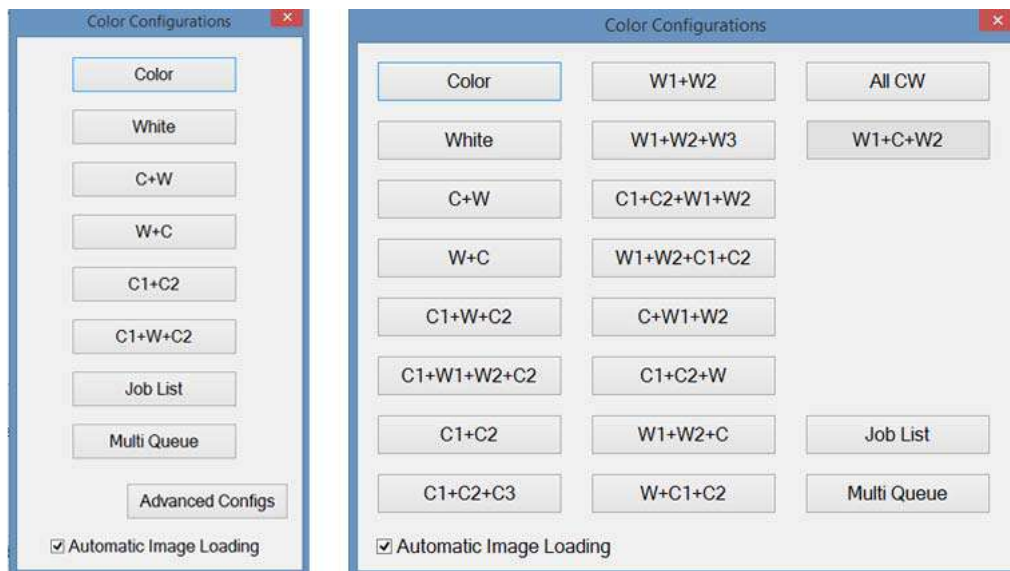 Color Configurations
Color
White
C+W
W+C
C1+C2
C1+W+C2
Job List
Multi Queue
Advanced Configs
Automatic Image Loading
Color Configurations
Color
W1+W2
All CW
White
W1+W2+W3
W1+C+W2
C+W
C1+C2+W1+W2
W+C
W1+W2+C1+C2
C1+W+C2
C+W1+W2
C1+W1+W2+C2
C1+C2+W
C1+C2
W1+W2+C
Job List
C1+C2+C3
W+C1+C2
Multi Queue
Automatic Image Loading